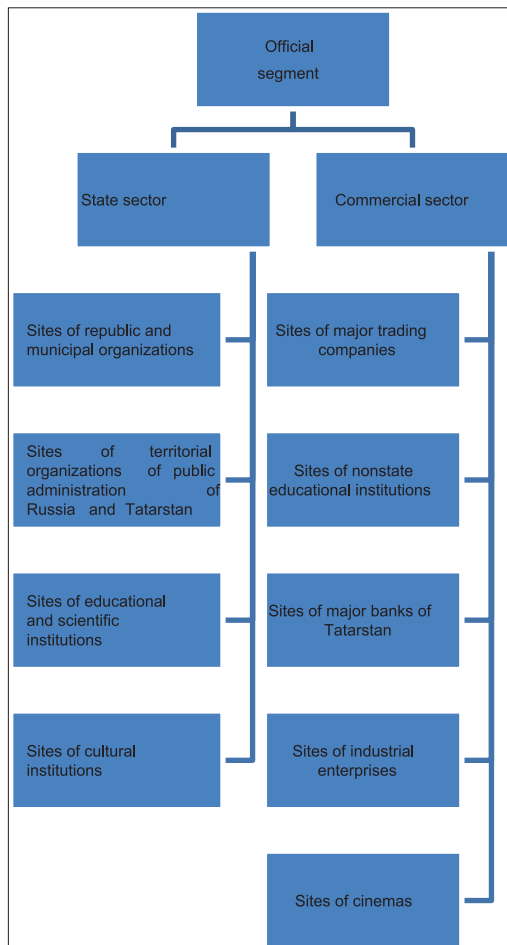 Official
segment
State sector
Commercial sector
Sites of republic and
municipal organizations
Sites of territorial
organizations of public
administration of
Russia and Tatarstan
Sites of educational
and scientific
institutions
Sites of cultural
institutions
Sites of major trading
companies
Sites of nonstate
educational institutions
Sites of major banks of
Tatarstan
Sites of industrial
enterprises
Sites of cinemas